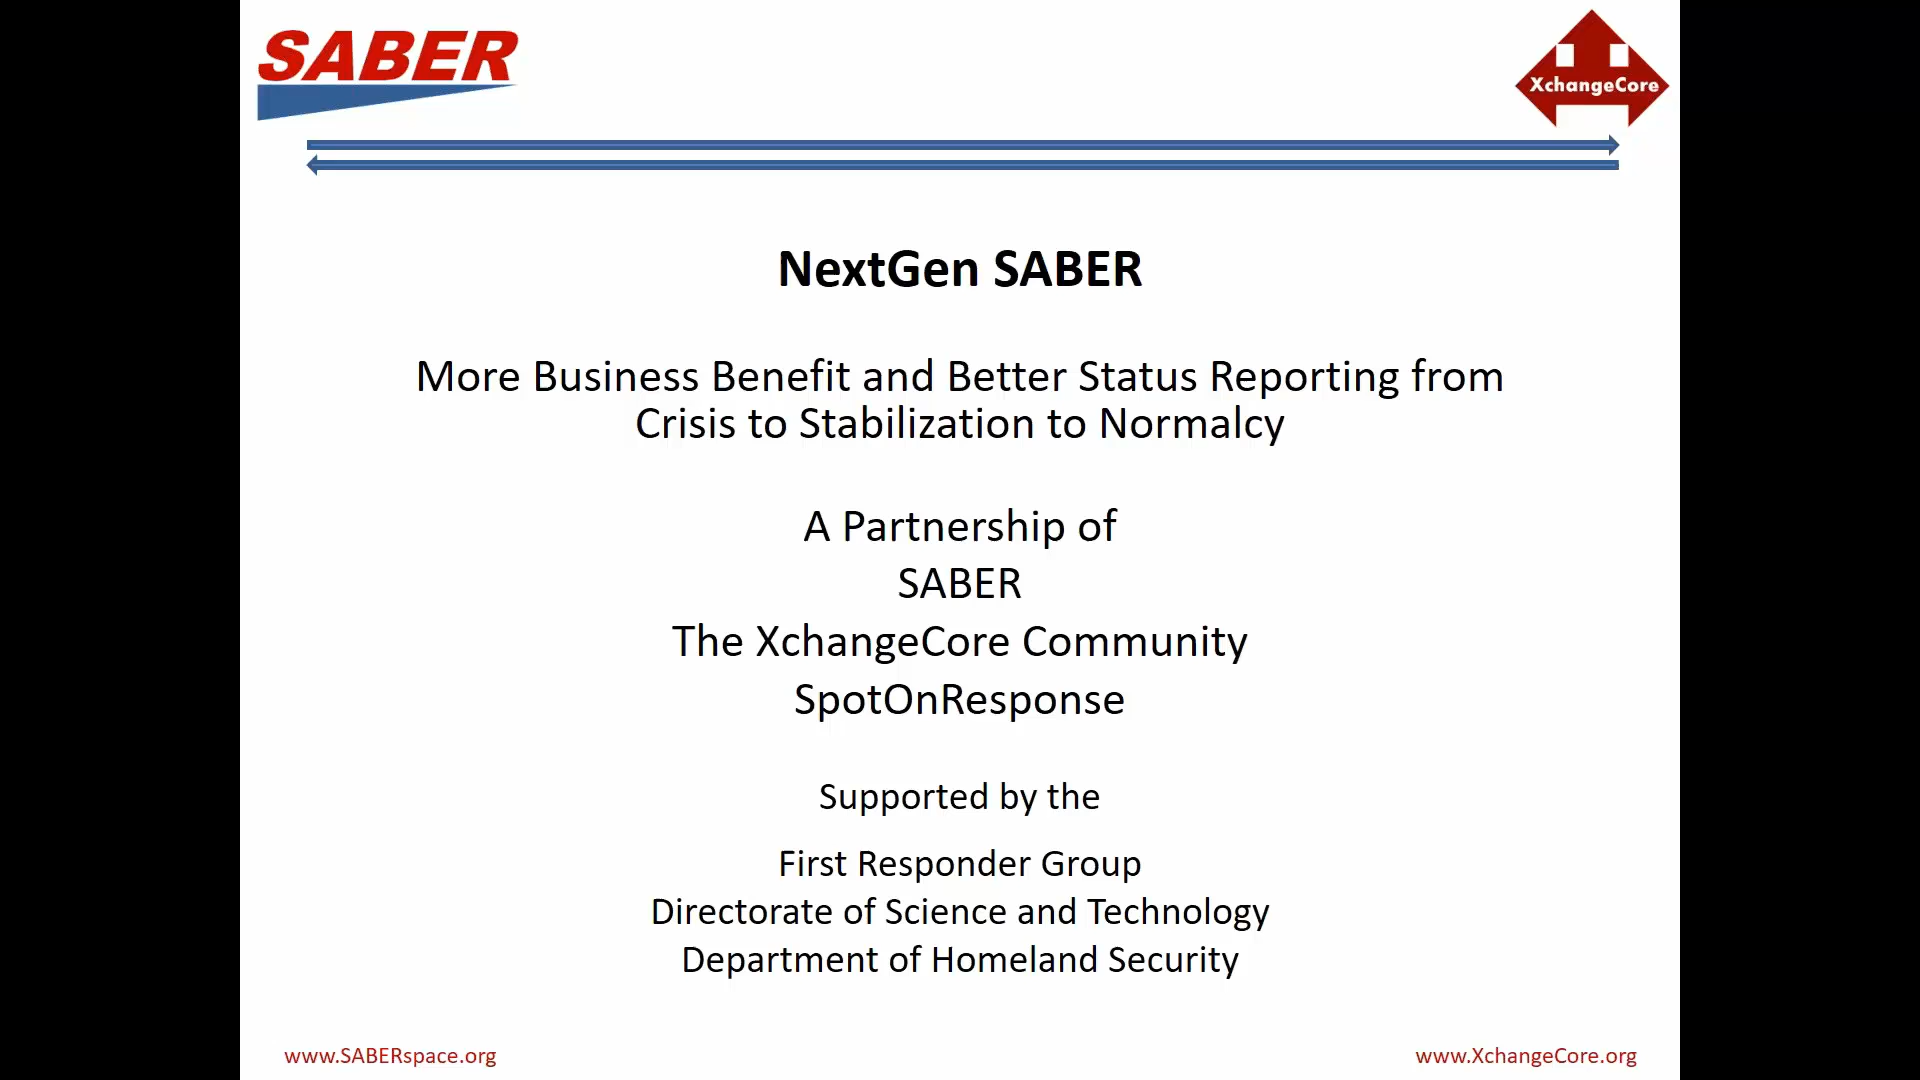 SABER
XchangeCore
NextGen SABER
More Business Benefit and Better Status Reporting from
Crisis to Stabilization to Normalcy
A Partnership of
SABER
The XchangeCore Community
SpotOnResponse
Supported by the
First Responder Group
Directorate of Science and Technology
Department of Homeland Security
www.SABERspace.org
www.XchangeCore.org